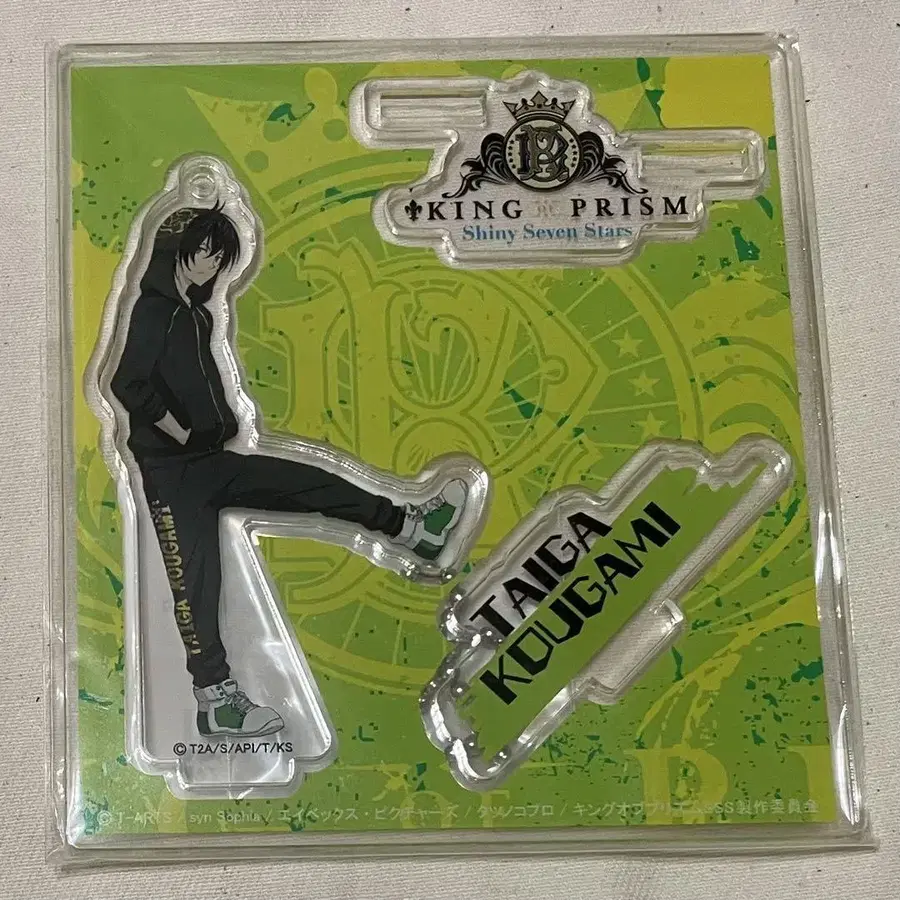 KING OF PRISM
Shiny Seven Stars
TAIGA KOUGAMI
TAIGA
KOUGAMI
© T2A/S/API/T/KS
© T-ARTS / syn Sophia / エイベックス・ピクチャーズ / タツノコプロ / キングオブプリズムSSS製作委員会